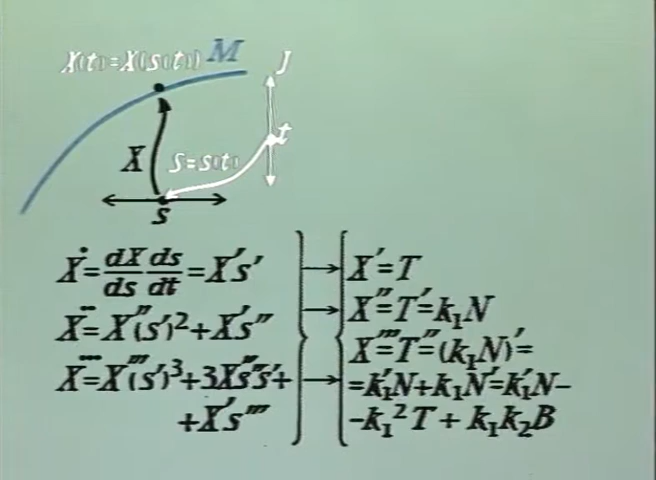 X(t)=X(s(t)) M J
t
X S=s(t)
s
Ẋ=dX/ds ds/dt=X's'
Ẍ=X''(s')²+X's''
X⃛=X'''(s')³+3X''s''s'+
+X's'''
X'=T
X''=T'=k₁N
X'''=T''=(k₁N)'=
=k₁'N+k₁N'=k₁'N-
-k₁²T+k₁k₂B